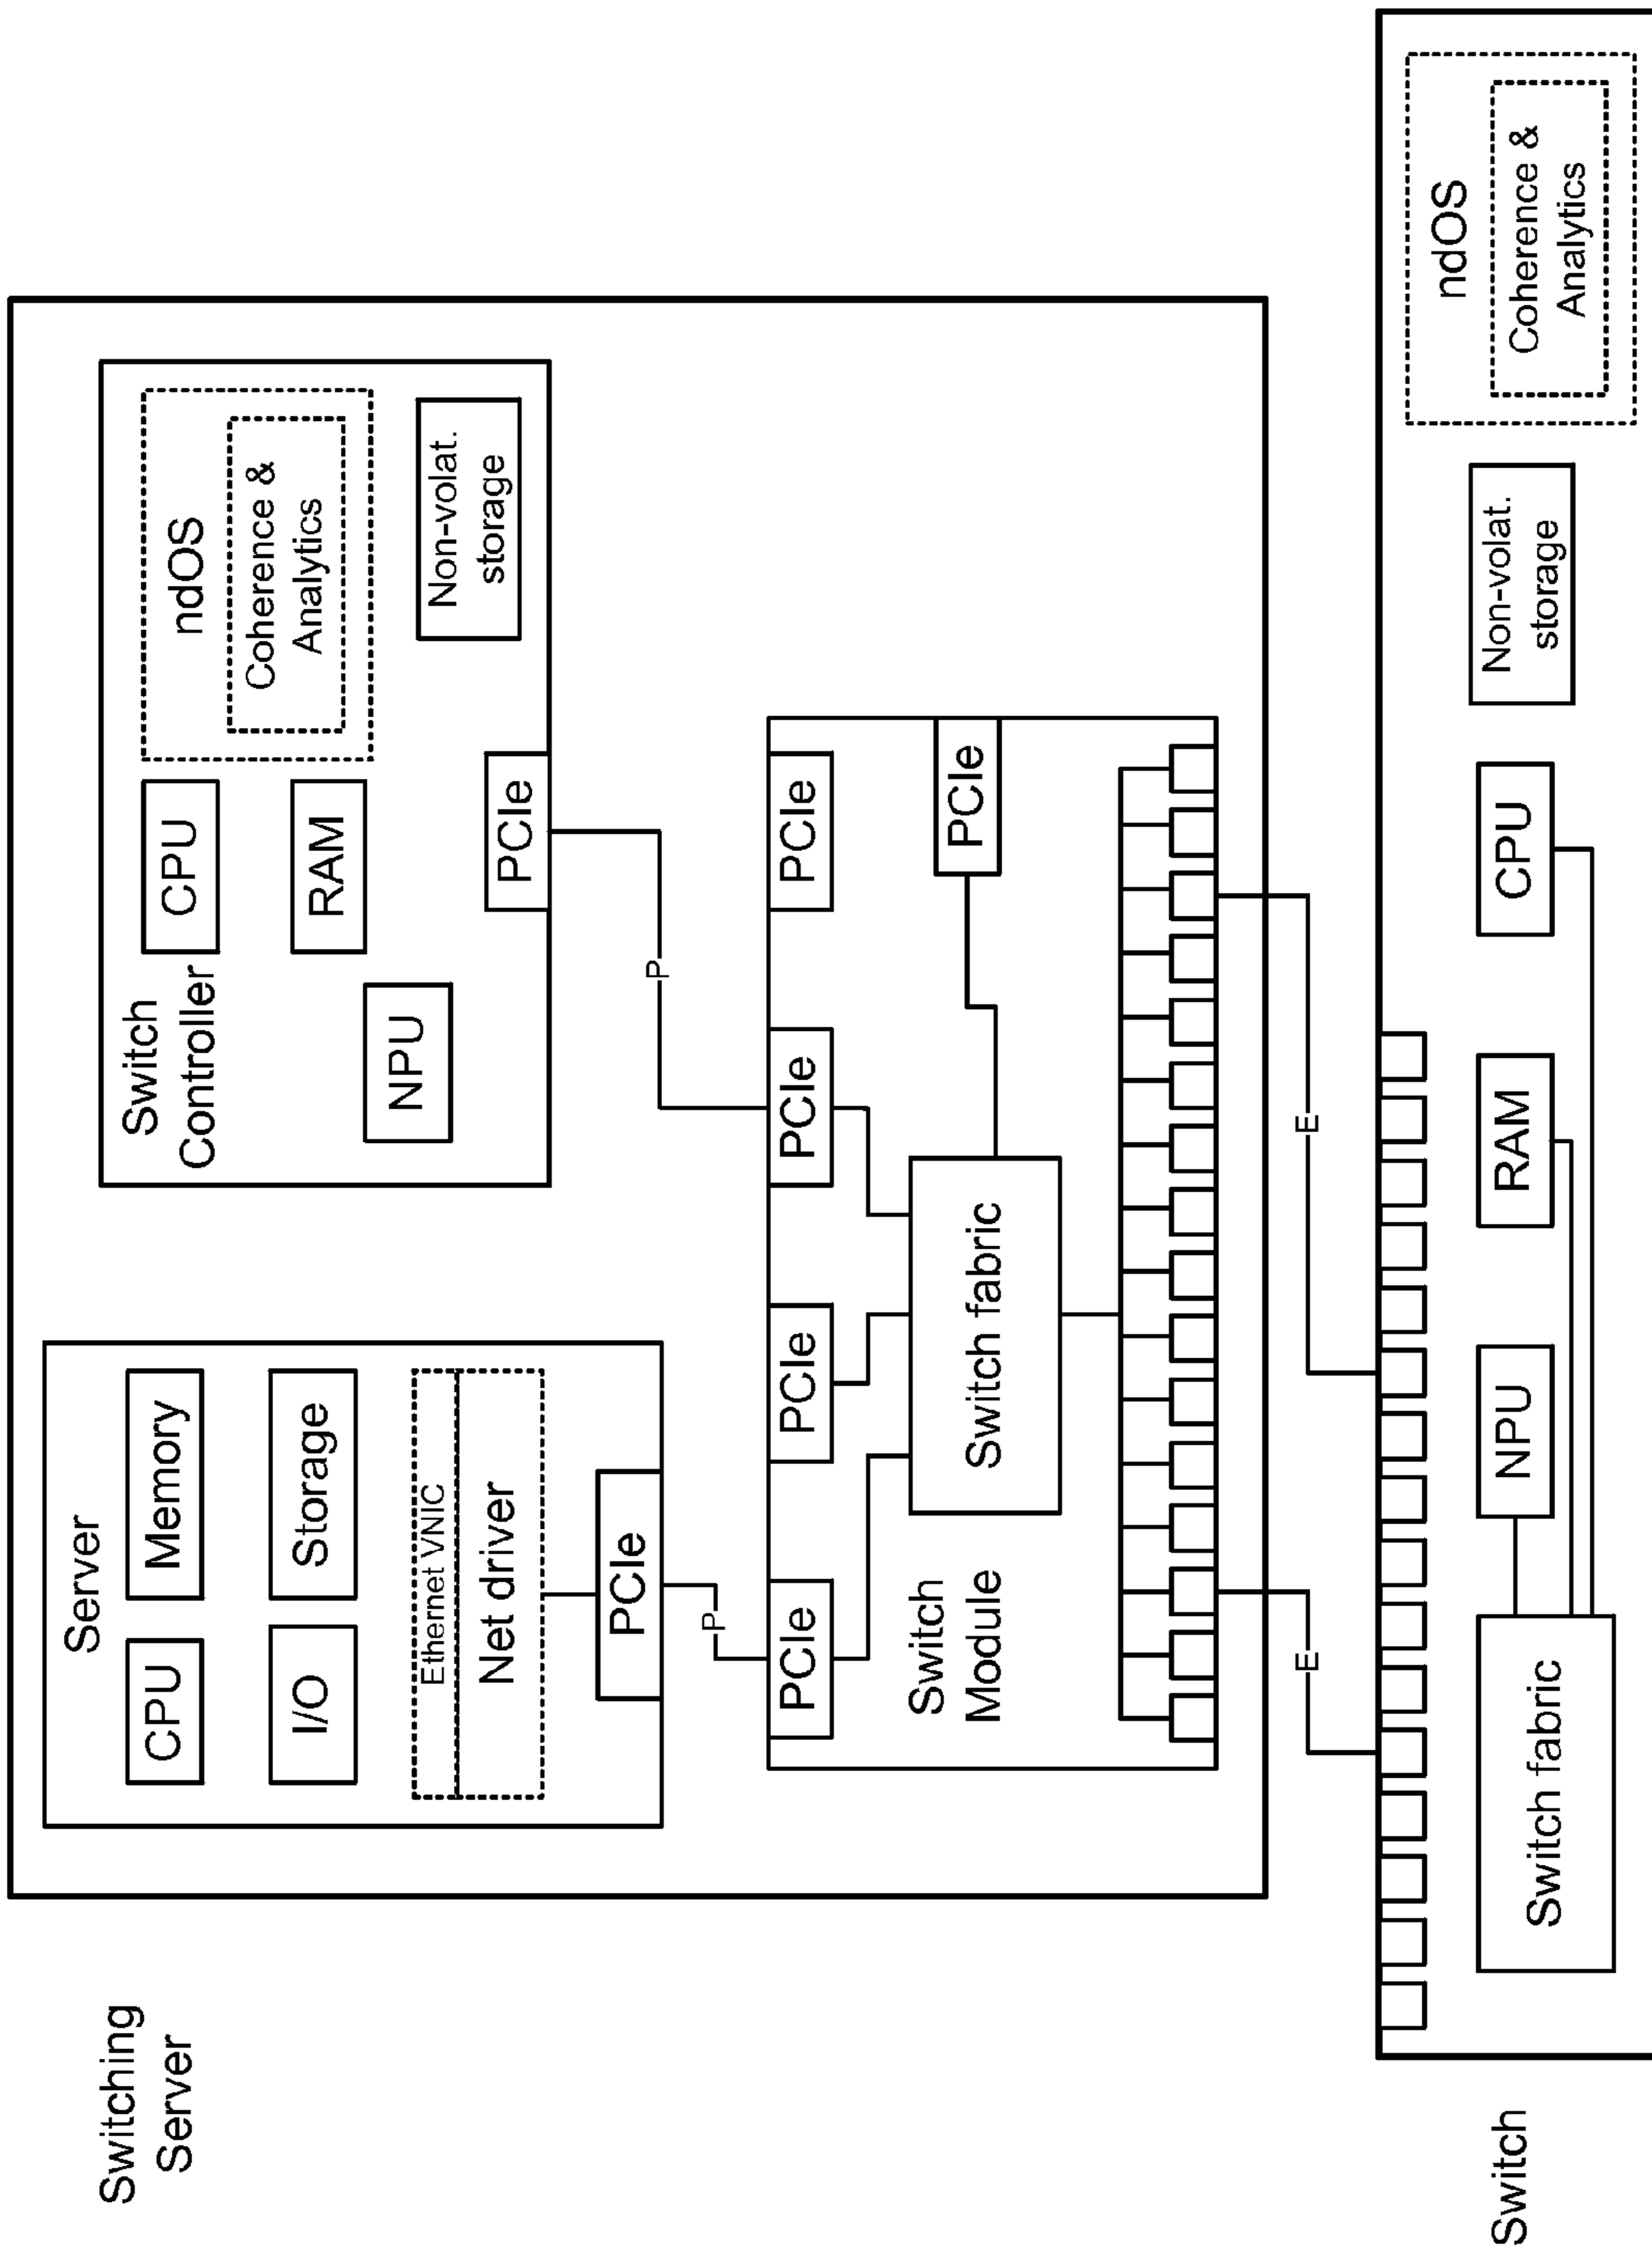 Switching
Server
Server
CPU
Memory
I/O
Storage
Ethernet VNIC
Net driver
PCIe
P
Switch
Controller
CPU
RAM
NPU
ndOS
Coherence &
Analytics
Non-volat.
storage
PCIe
P
PCIe
PCIe
PCIe
PCIe
Switch
Module
Switch fabric
PCIe
E
E
Switch
Switch fabric
NPU
RAM
CPU
Non-volat.
storage
ndOS
Coherence &
Analytics